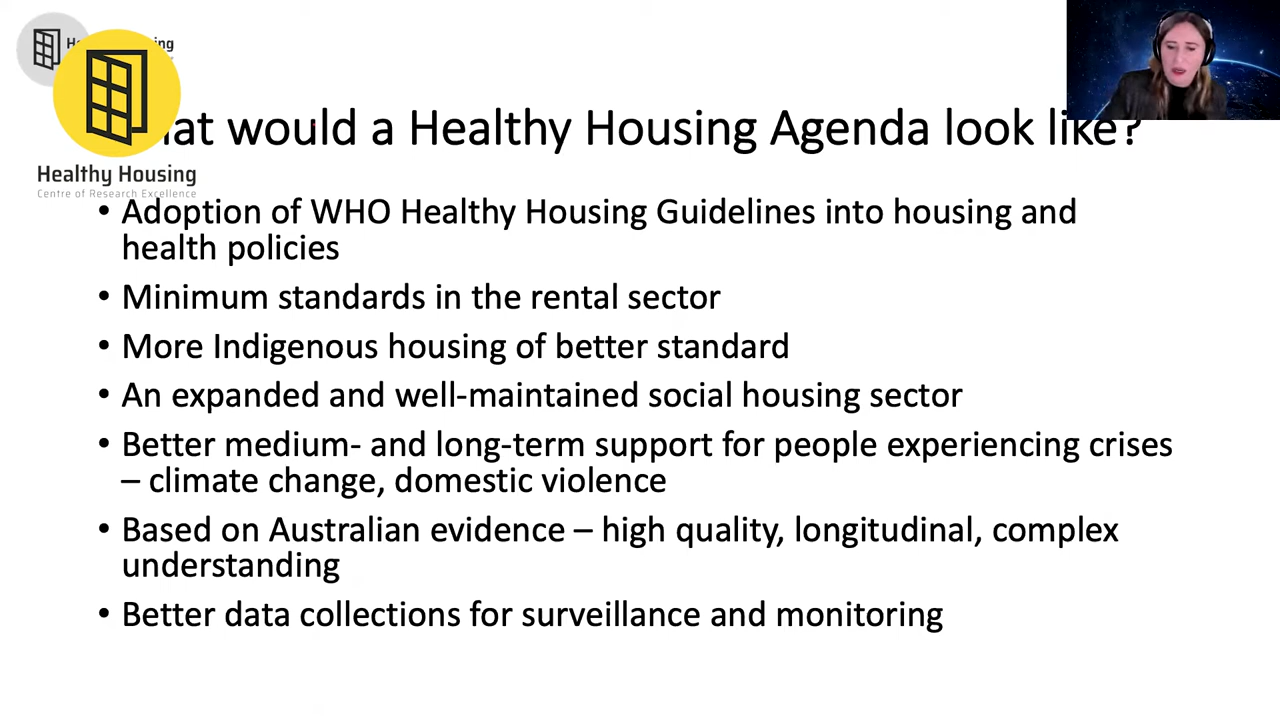 at would a Healthy Housing Agenda look like?
Healthy Housing
Centre of Research Excellence
• Adoption of WHO Healthy Housing Guidelines into housing and
health policies
• Minimum standards in the rental sector
• More Indigenous housing of better standard
• An expanded and well-maintained social housing sector
• Better medium- and long-term support for people experiencing crises
– climate change, domestic violence
• Based on Australian evidence – high quality, longitudinal, complex
understanding
• Better data collections for surveillance and monitoring